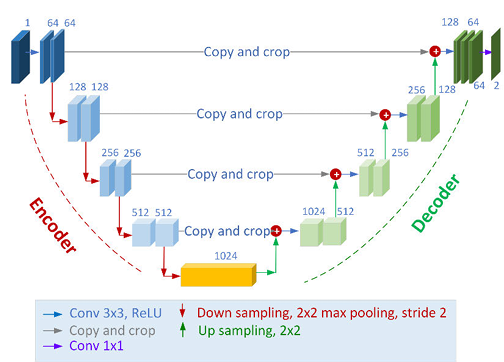 1 64 64 128 64
Copy and crop
64 2
128 128 256 128
Copy and crop
256 256 512 256
Copy and crop
512 512 1024 512
Copy and crop
1024
Encoder
Decoder
Conv 3x3, ReLU
Copy and crop
Conv 1x1
Down sampling, 2x2 max pooling, stride 2
Up sampling, 2x2